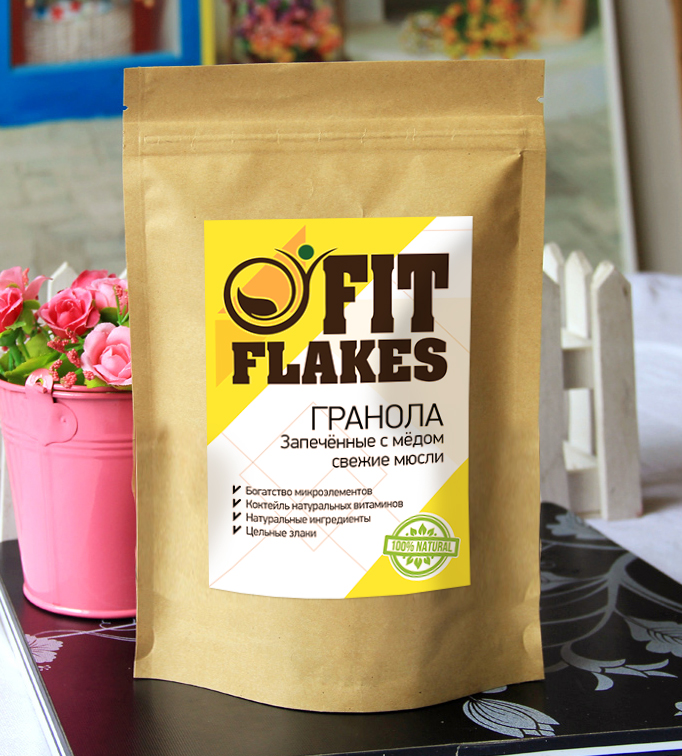 FIT
FLAKES
ГРАНОЛА
Запечённые с мёдом
свежие мюсли
Богатство микроэлементов
Коктейль натуральных витаминов
Натуральные ингредиенты
Цельные злаки
100% NATURAL